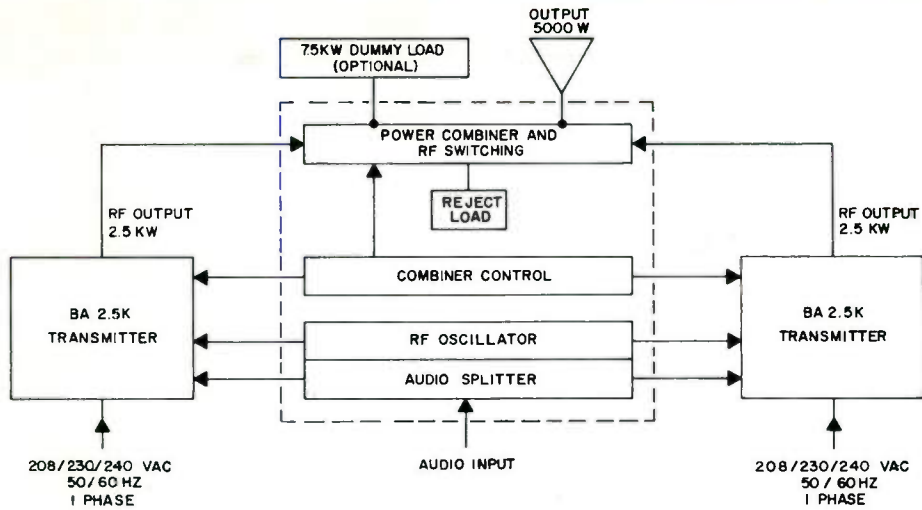 OUTPUT
5000 W
7.5KW DUMMY LOAD
(OPTIONAL)
POWER COMBINER AND
RF SWITCHING
REJECT
LOAD
RF OUTPUT
2.5 KW
RF OUTPUT
2.5 KW
COMBINER CONTROL
BA 2.5K
TRANSMITTER
BA 2.5K
TRANSMITTER
RF OSCILLATOR
AUDIO SPLITTER
AUDIO INPUT
208/230/240 VAC
50/60 HZ
1 PHASE
208/230/240 VAC
50/60 HZ
1 PHASE